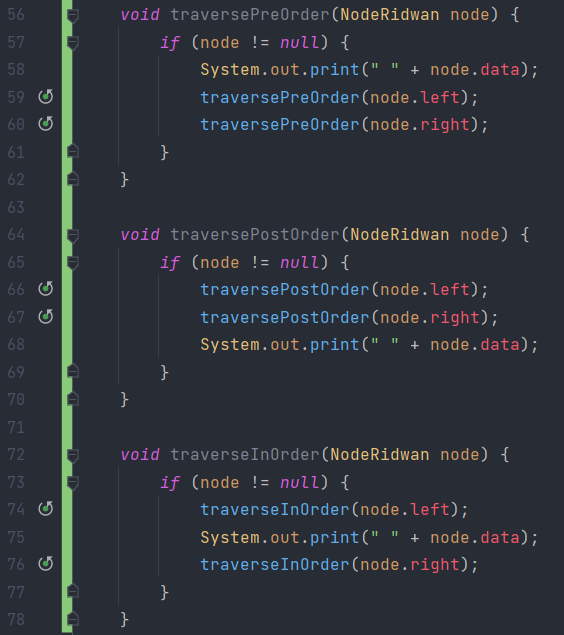 56 void traversePreOrder(NodeRidwan node) {
57 if (node != null) {
58 System.out.print(" " + node.data);
59 traversePreOrder(node.left);
60 traversePreOrder(node.right);
61 }
62 }
63
64 void traversePostOrder(NodeRidwan node) {
65 if (node != null) {
66 traversePostOrder(node.left);
67 traversePostOrder(node.right);
68 System.out.print(" " + node.data);
69 }
70 }
71
72 void traverseInOrder(NodeRidwan node) {
73 if (node != null) {
74 traverseInOrder(node.left);
75 System.out.print(" " + node.data);
76 traverseInOrder(node.right);
77 }
78 }